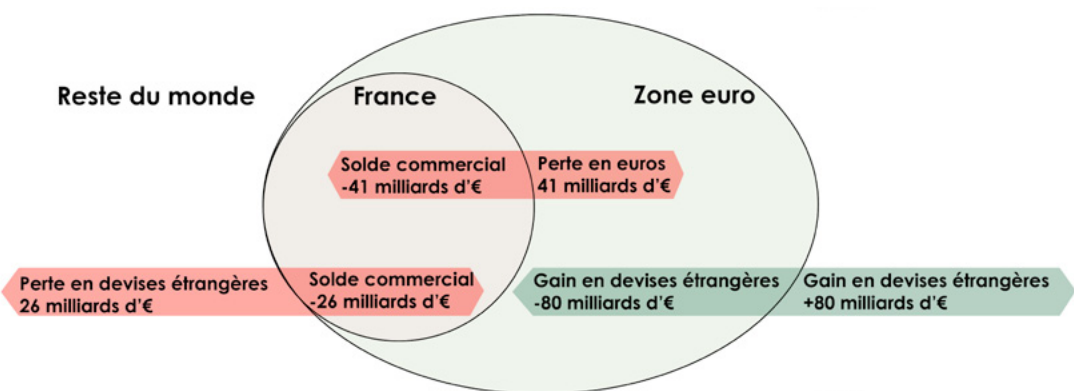 Reste du monde
France
Zone euro
Solde commercial
-41 milliards d'€
Perte en euros
41 milliards d'€
Perte en devises étrangères
26 milliards d'€
Solde commercial
-26 milliards d'€
Gain en devises étrangères
-80 milliards d'€
Gain en devises étrangères
+80 milliards d'€